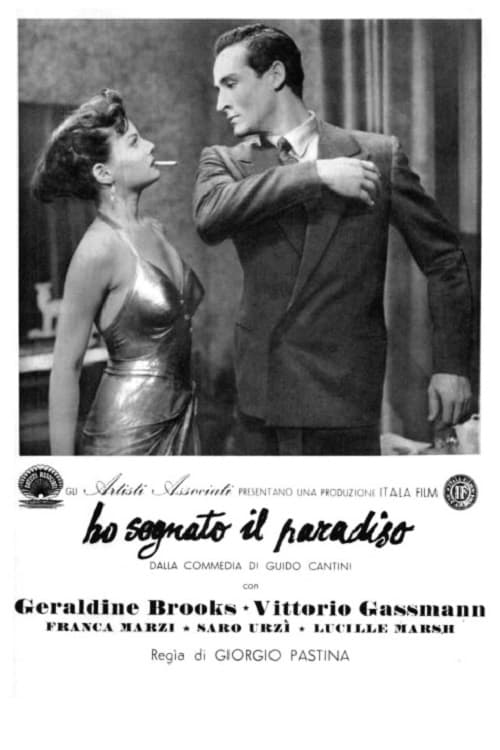 GLI Artisti Associati PRESENTANO UNA PRODUZIONE ITALA FILM
ho sognato il paradiso
DALLA COMMEDIA DI GUIDO CANTINI
con
Geraldine Brooks ★ Vittorio Gassmann
FRANCA MARZI ★ SARO URZÌ ★ LUCILLE MARSH
Regìa di GIORGIO PASTINA